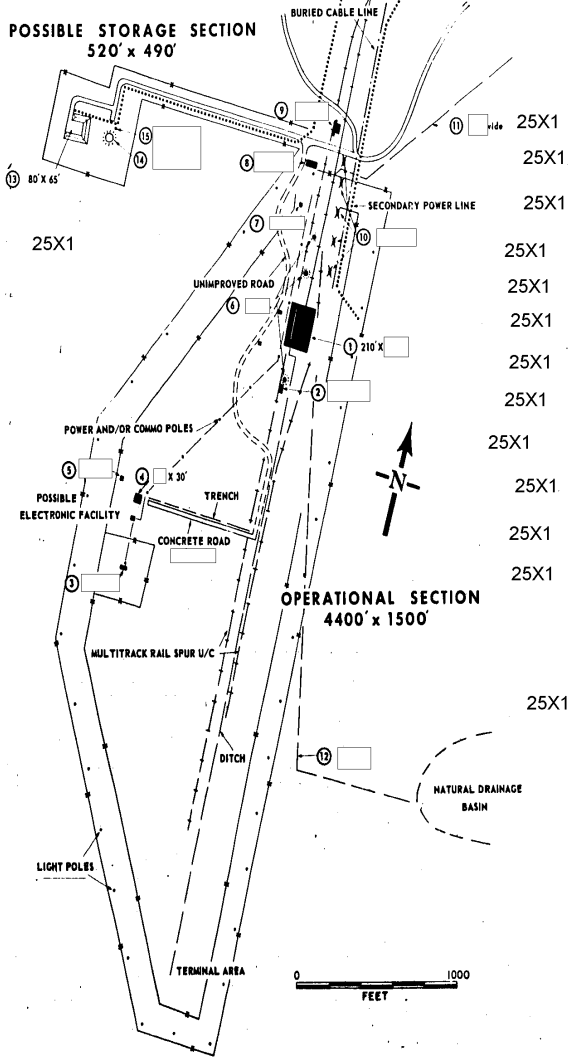 POSSIBLE STORAGE SECTION
520' x 490'
BURIED CABLE LINE
9
11 wide
25X1
15
14
8
25X1
13 80' X 65'
SECONDARY POWER LINE
25X1
7
10
25X1
25X1
UNIMPROVED ROAD
25X1
6
25X1
1 210' X
25X1
2
25X1
POWER AND/OR COMMO POLES
25X1
5
4 X 30'
25X1
POSSIBLE
ELECTRONIC FACILITY
TRENCH
N
CONCRETE ROAD
25X1
3
25X1
OPERATIONAL SECTION
4400' x 1500'
MULTITRACK RAIL SPUR U/C
25X1
DITCH
12
NATURAL DRAINAGE
BASIN
LIGHT POLES
TERMINAL AREA
0 1000
FEET